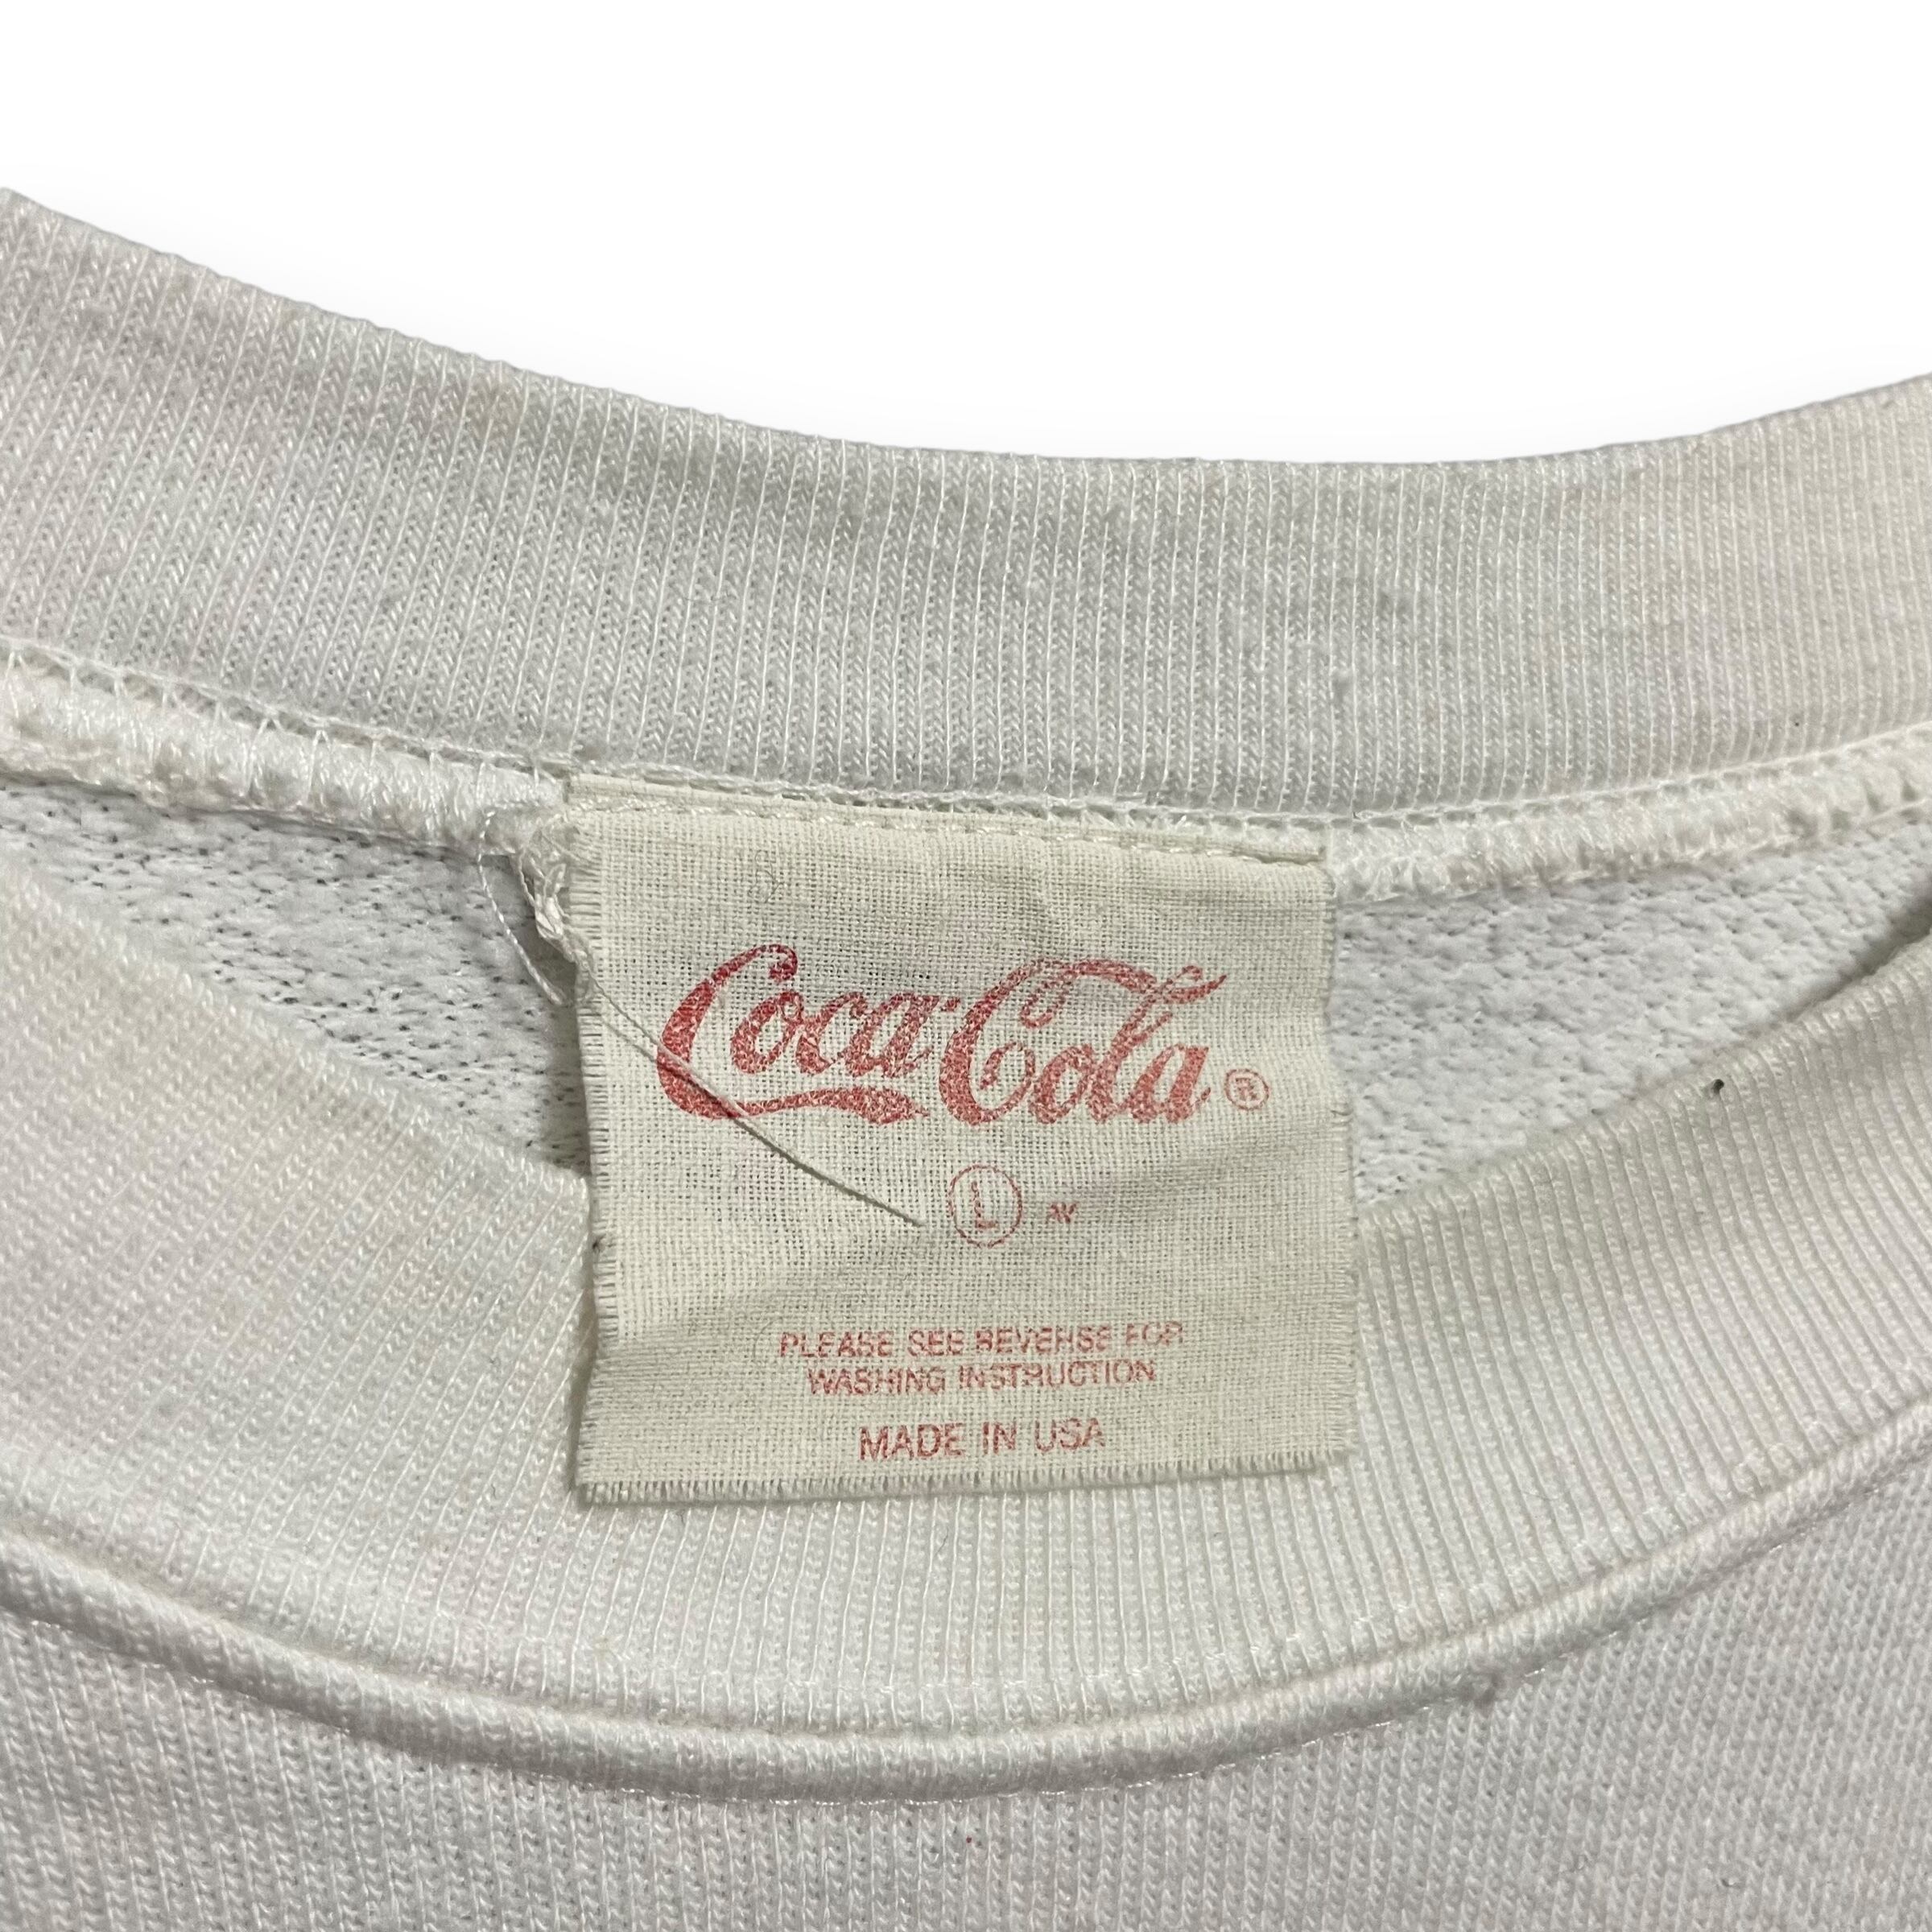 Coca-Cola ®
L
PLEASE SEE REVERSE FOR
WASHING INSTRUCTION
MADE IN USA